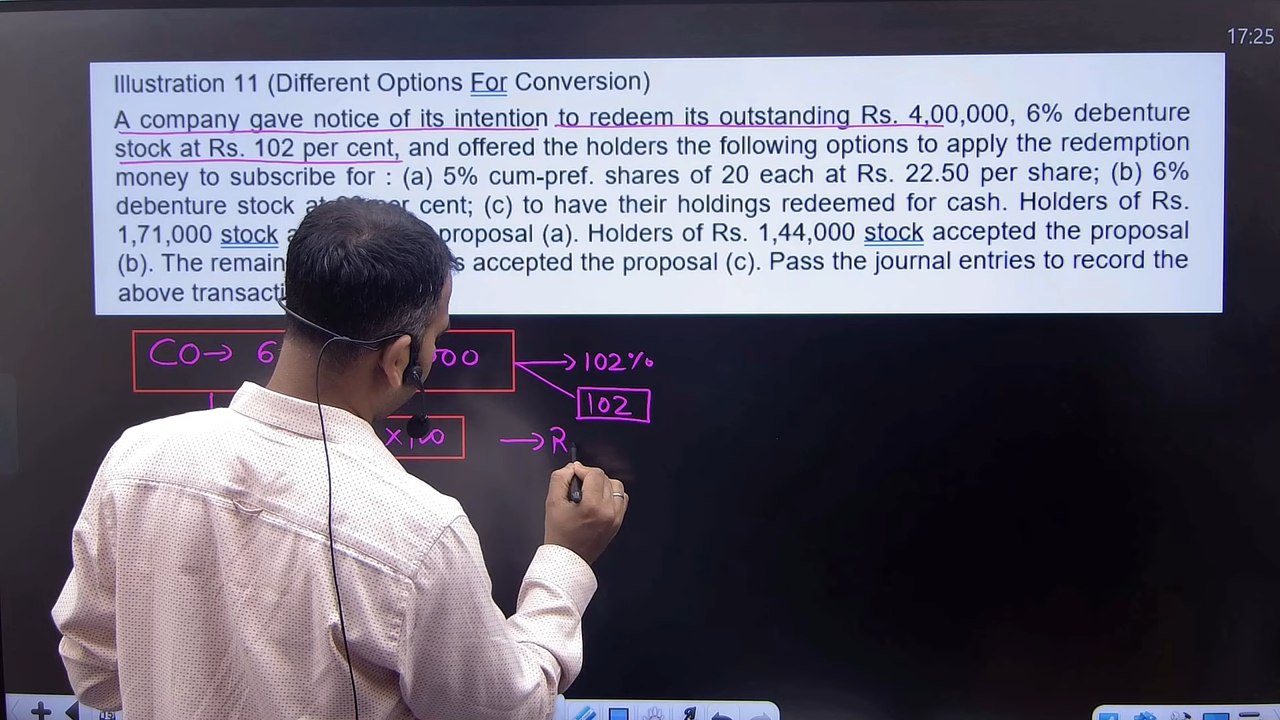 17:25
Illustration 11 (Different Options For Conversion)
A company gave notice of its intention to redeem its outstanding Rs. 4,00,000, 6% debenture
stock at Rs. 102 per cent, and offered the holders the following options to apply the redemption
money to subscribe for : (a) 5% cum-pref. shares of 20 each at Rs. 22.50 per share; (b) 6%
debenture stock cent; (c) to have their holdings redeemed for cash. Holders of Rs.
1,71,000 stock proposal (a). Holders of Rs. 1,44,000 stock accepted the proposal
(b). The accepted the proposal (c). Pass the journal entries to record the
above
CO→ 6 →102%
102
×100 →R